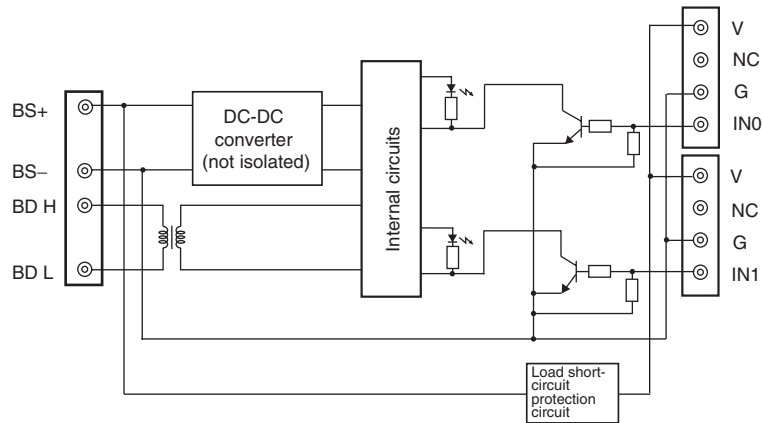 BS+
BS–
BD H
BD L
DC-DC
converter
(not isolated)
Internal circuits
V
NC
G
IN0
V
NC
G
IN1
Load short-
circuit
protection
circuit